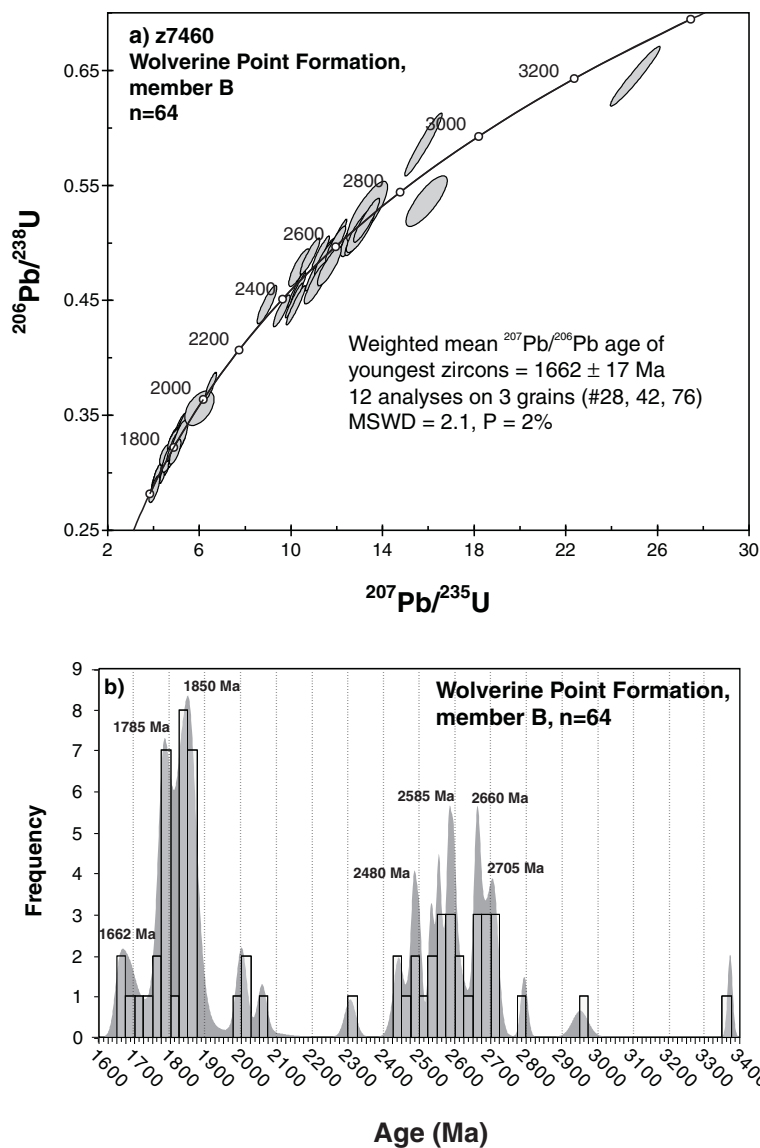 a) z7460
Wolverine Point Formation,
member B
n=64
0.65
0.55
0.45
0.35
0.25
206Pb/238U
3200
3000
2800
2600
2400
2200
2000
1800
Weighted mean 207Pb/206Pb age of
youngest zircons = 1662 ± 17 Ma
12 analyses on 3 grains (#28, 42, 76)
MSWD = 2.1, P = 2%
2 6 10 14 18 22 26 30
207Pb/235U
b)
Wolverine Point Formation,
member B, n=64
9
8
7
6
5
4
3
2
1
0
Frequency
1850 Ma
1785 Ma
1662 Ma
2585 Ma
2660 Ma
2480 Ma
2705 Ma
1600 1700 1800 1900 2000 2100 2200 2300 2400 2500 2600 2700 2800 2900 3000 3100 3200 3300 3400
Age (Ma)